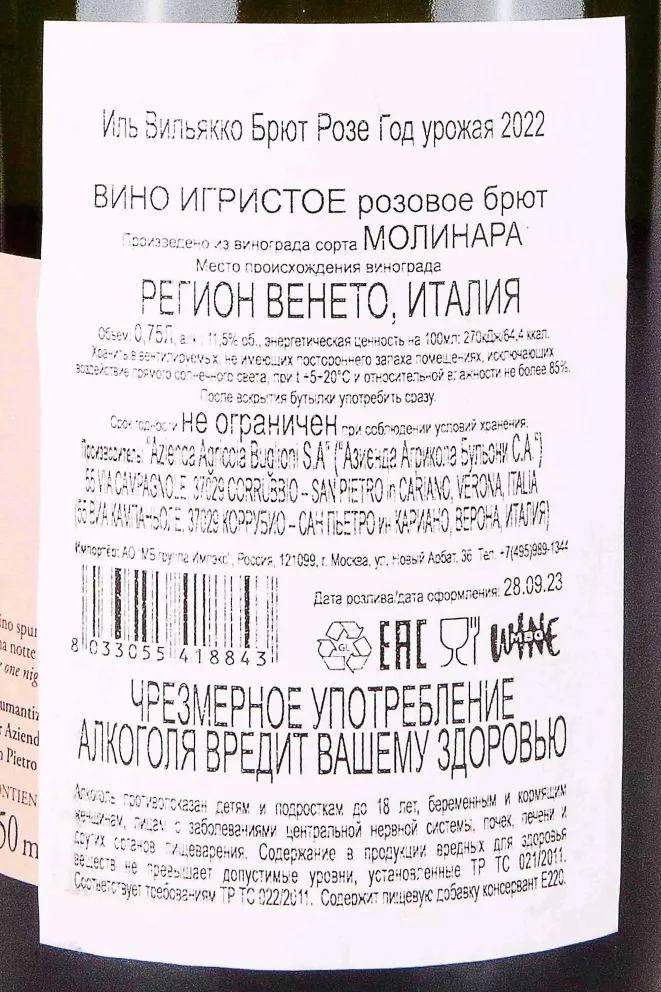 Иль Вильякко Брют Розе Год урожая 2022
ВИНО ИГРИСТОЕ розовое брют
Произведено из винограда сорта МОЛИНАРА
Место происхождения винограда
РЕГИОН ВЕНЕТО, ИТАЛИЯ
Объем: 0,75Л, алк. 11,5% об., энергетическая ценность на 100мл: 270кДж/64,4 ккал.
Хранить в вентилируемых, не имеющих постороннего запаха помещениях, исключающих
воздействие прямого солнечного света, при t +5+20°C и относительной влажности не более 85%.
После вскрытия бутылки употребить сразу.
Срок годности не ограничен при соблюдении условий хранения.
Производитель: "Azienda Agricola Buglioni S.A" ("Азиенда Агрикола Бульони С.А.")
55 VIA CAMPAGNOLE, 37029 CORRUBBIO – SAN PIETRO in CARIANO, VERONA, ITALIA
(55 ВИА КАМПАНЬОЛЕ, 37029 КОРРУБИО – САН ПЬЕТРО ин КАРИАНО, ВЕРОНА, ИТАЛИЯ)
Импортёр: АО "МБ группа Импэкс", Россия, 121099, г. Москва, ул. Новый Арбат, 36 Тел. +7(495)989-1344
Дата розлива/дата оформления: 28.09.23
8 033055 418843
GL
EAC
MBG WINE
ЧРЕЗМЕРНОЕ УПОТРЕБЛЕНИЕ
АЛКОГОЛЯ ВРЕДИТ ВАШЕМУ ЗДОРОВЬЮ
Алкоголь противопоказан детям и подросткам до 18 лет, беременным и кормящим
женщинам, лицам с заболеваниями центральной нервной системы, почек, печени и
других органов пищеварения. Содержание в продукции вредных для здоровья
веществ не превышает допустимые уровни, установленные ТР ТС 021/2011.
Соответствует требованиям ТР ТС 022/2011. Содержит пищевую добавку консервант Е220.
notte
one
Aziend
Pietro